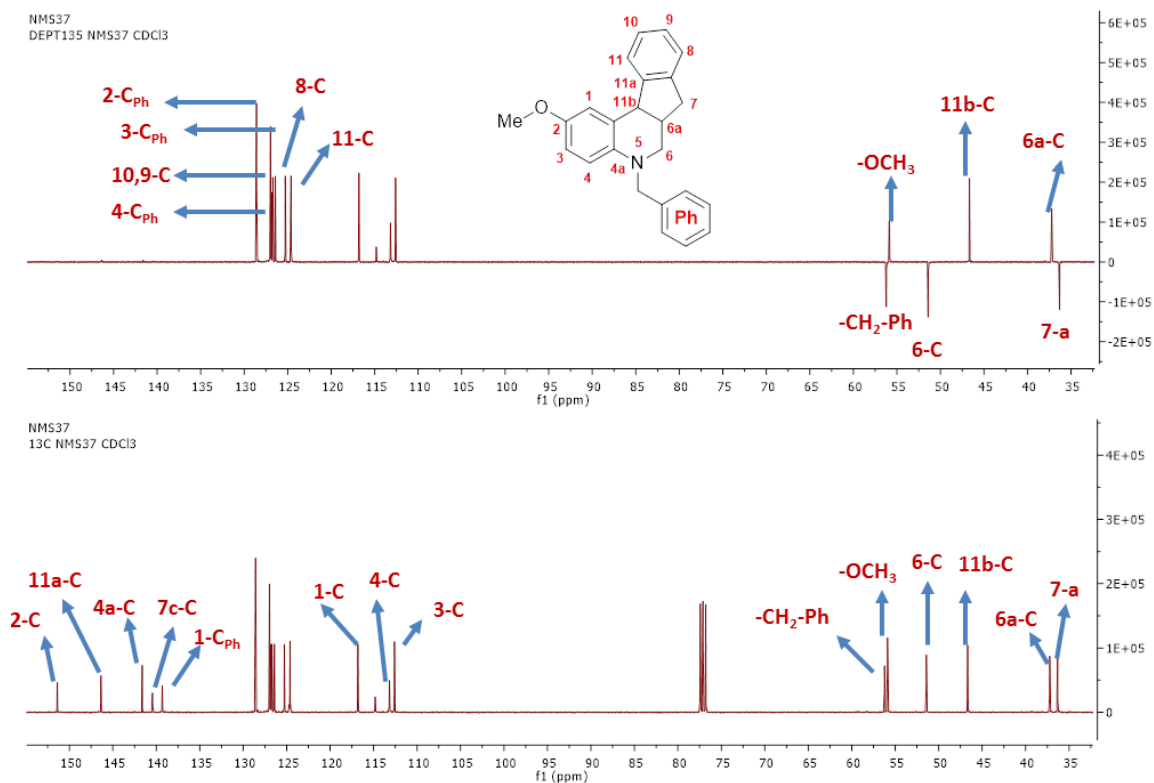 NMS37
DEPT135 NMS37 CDCl3
2-CPh
3-CPh
10,9-C
4-CPh
8-C
11-C
10
9
11
8
11a
11b
7
6a
MeO
1
2
3
4
4a
5
N
6
Ph
-OCH3
11b-C
6a-C
-CH2-Ph
6-C
7-a
6E+05
5E+05
4E+05
3E+05
2E+05
1E+05
0
-1E+05
-2E+05
150 145 140 135 130 125 120 115 110 105 100 95 90 85 80 75 70 65 60 55 50 45 40 35
f1 (ppm)
NMS37
13C NMS37 CDCl3
2-C
11a-C
4a-C
7c-C
1-CPh
1-C
4-C
3-C
-CH2-Ph
-OCH3
6-C
11b-C
6a-C
7-a
4E+05
3E+05
2E+05
1E+05
0
150 145 140 135 130 125 120 115 110 105 100 95 90 85 80 75 70 65 60 55 50 45 40 35
f1 (ppm)